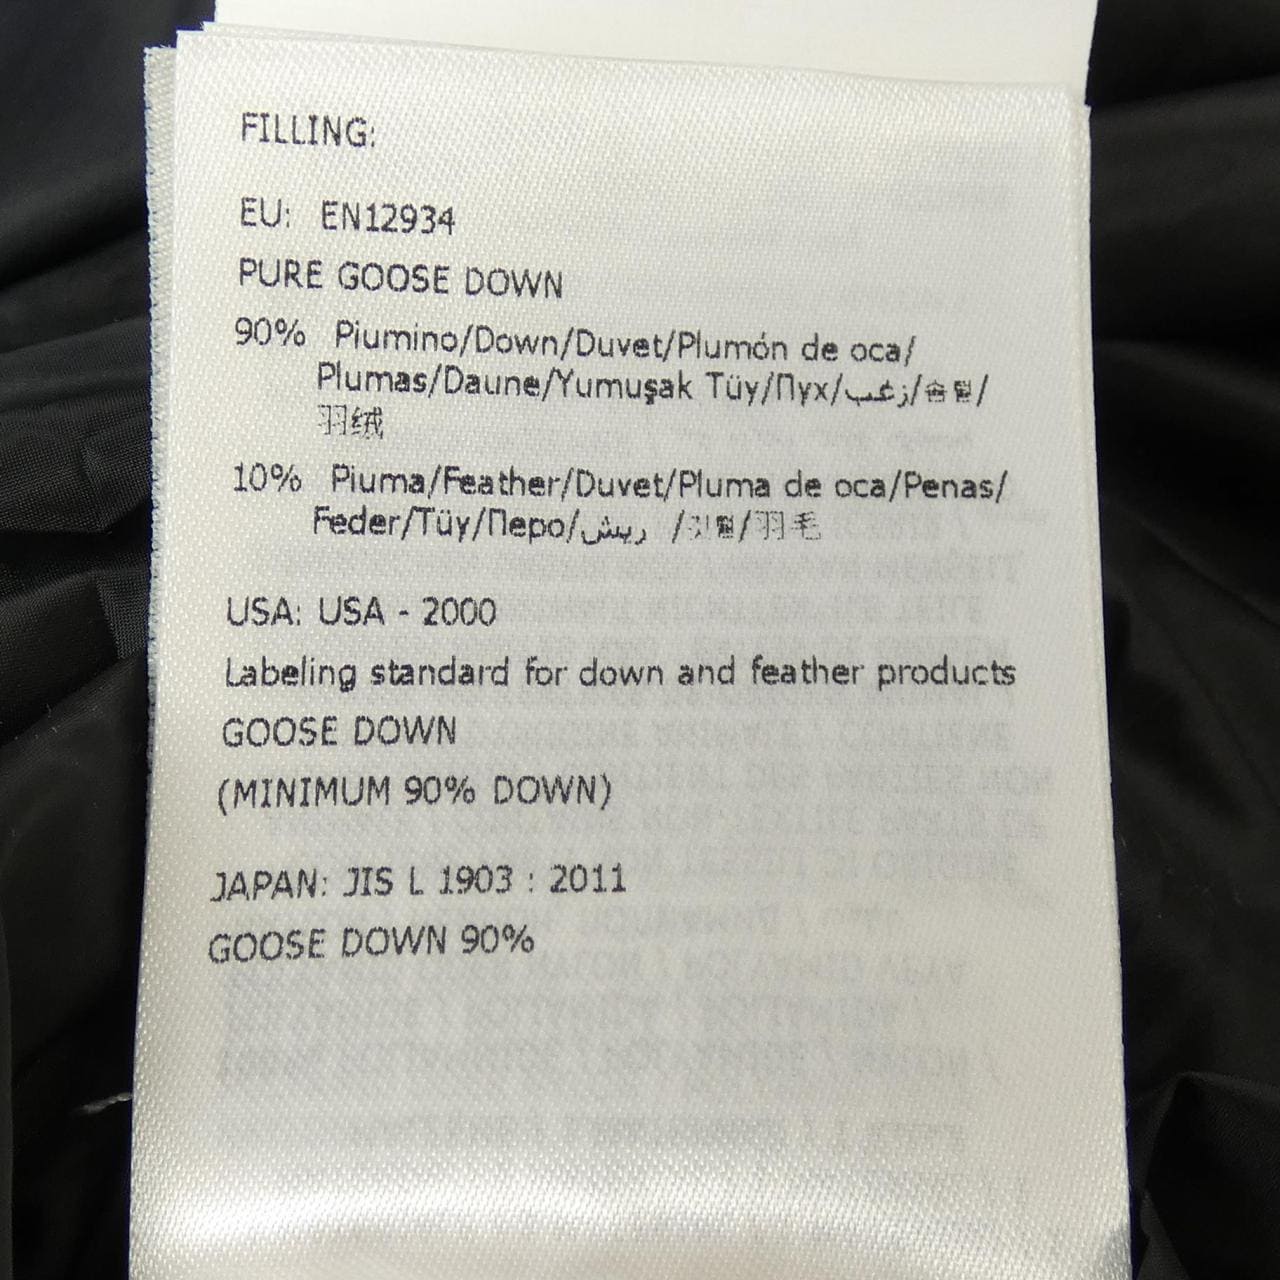 FILLING:
EU: EN12934
PURE GOOSE DOWN
90% Piumino/Down/Duvet/Plumón de oca/
Plumas/Daune/Yumuşak Tüy/Пух/زغب/솜털/
羽绒
10% Piuma/Feather/Duvet/Pluma de oca/Penas/
Feder/Tüy/Перо/ريش /깃털/羽毛
USA: USA - 2000
Labeling standard for down and feather products
GOOSE DOWN
(MINIMUM 90% DOWN)
JAPAN: JIS L 1903 : 2011
GOOSE DOWN 90%